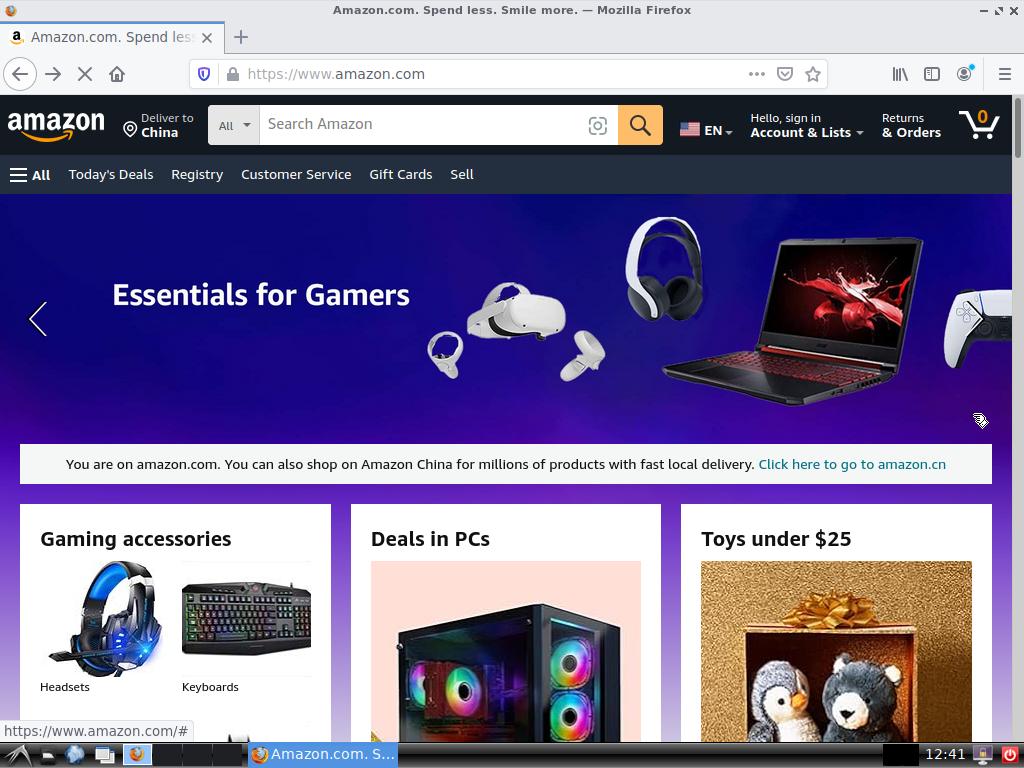 Amazon.com. Spend less. Smile more. — Mozilla Firefox
Amazon.com. Spend les
https://www.amazon.com
amazon
Deliver to
China
All
Search Amazon
EN
Hello, sign in
Account & Lists
Returns
& Orders
0
All
Today's Deals
Registry
Customer Service
Gift Cards
Sell
Essentials for Gamers
You are on amazon.com. You can also shop on Amazon China for millions of products with fast local delivery. Click here to go to amazon.cn
Gaming accessories
Deals in PCs
Toys under $25
Headsets
Keyboards
https://www.amazon.com/#
Amazon.com. S...
12:41